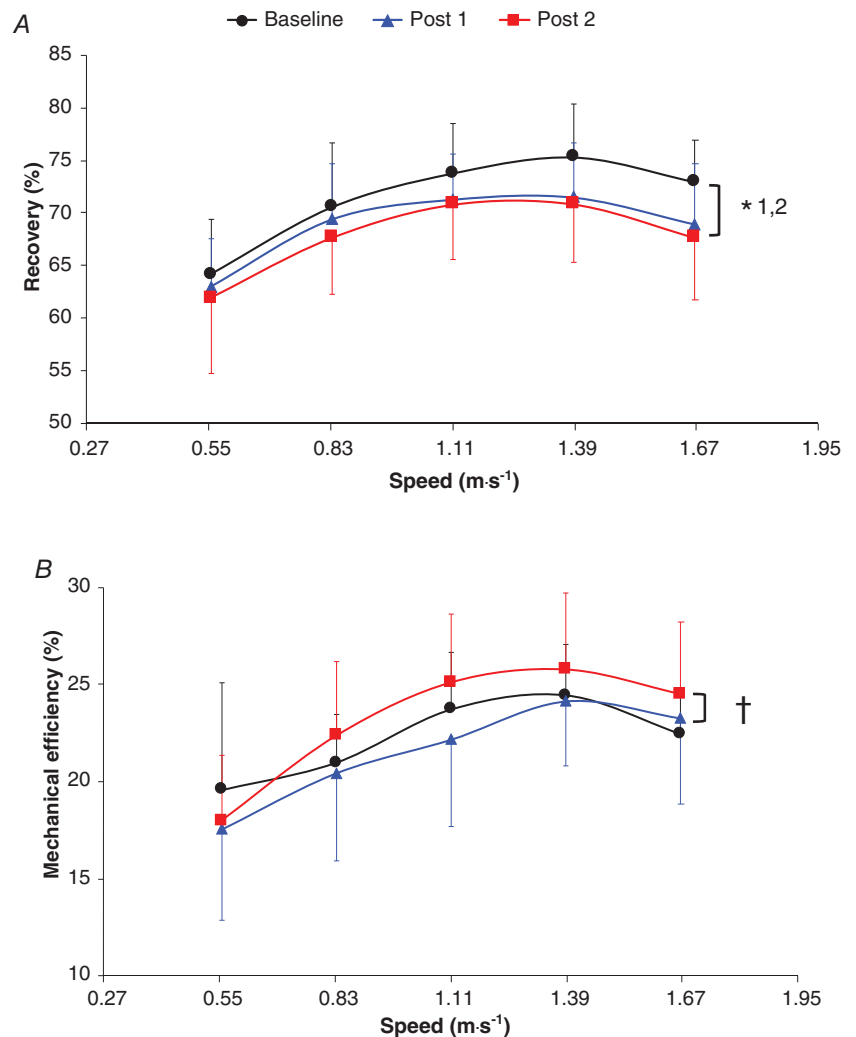 A
Baseline Post 1 Post 2
85
80
75
70
65
60
55
50
Recovery (%)
* 1,2
0.27 0.55 0.83 1.11 1.39 1.67 1.95
Speed (m·s⁻¹)
B
30
25
20
15
10
Mechanical efficiency (%)
†
0.27 0.55 0.83 1.11 1.39 1.67 1.95
Speed (m·s⁻¹)